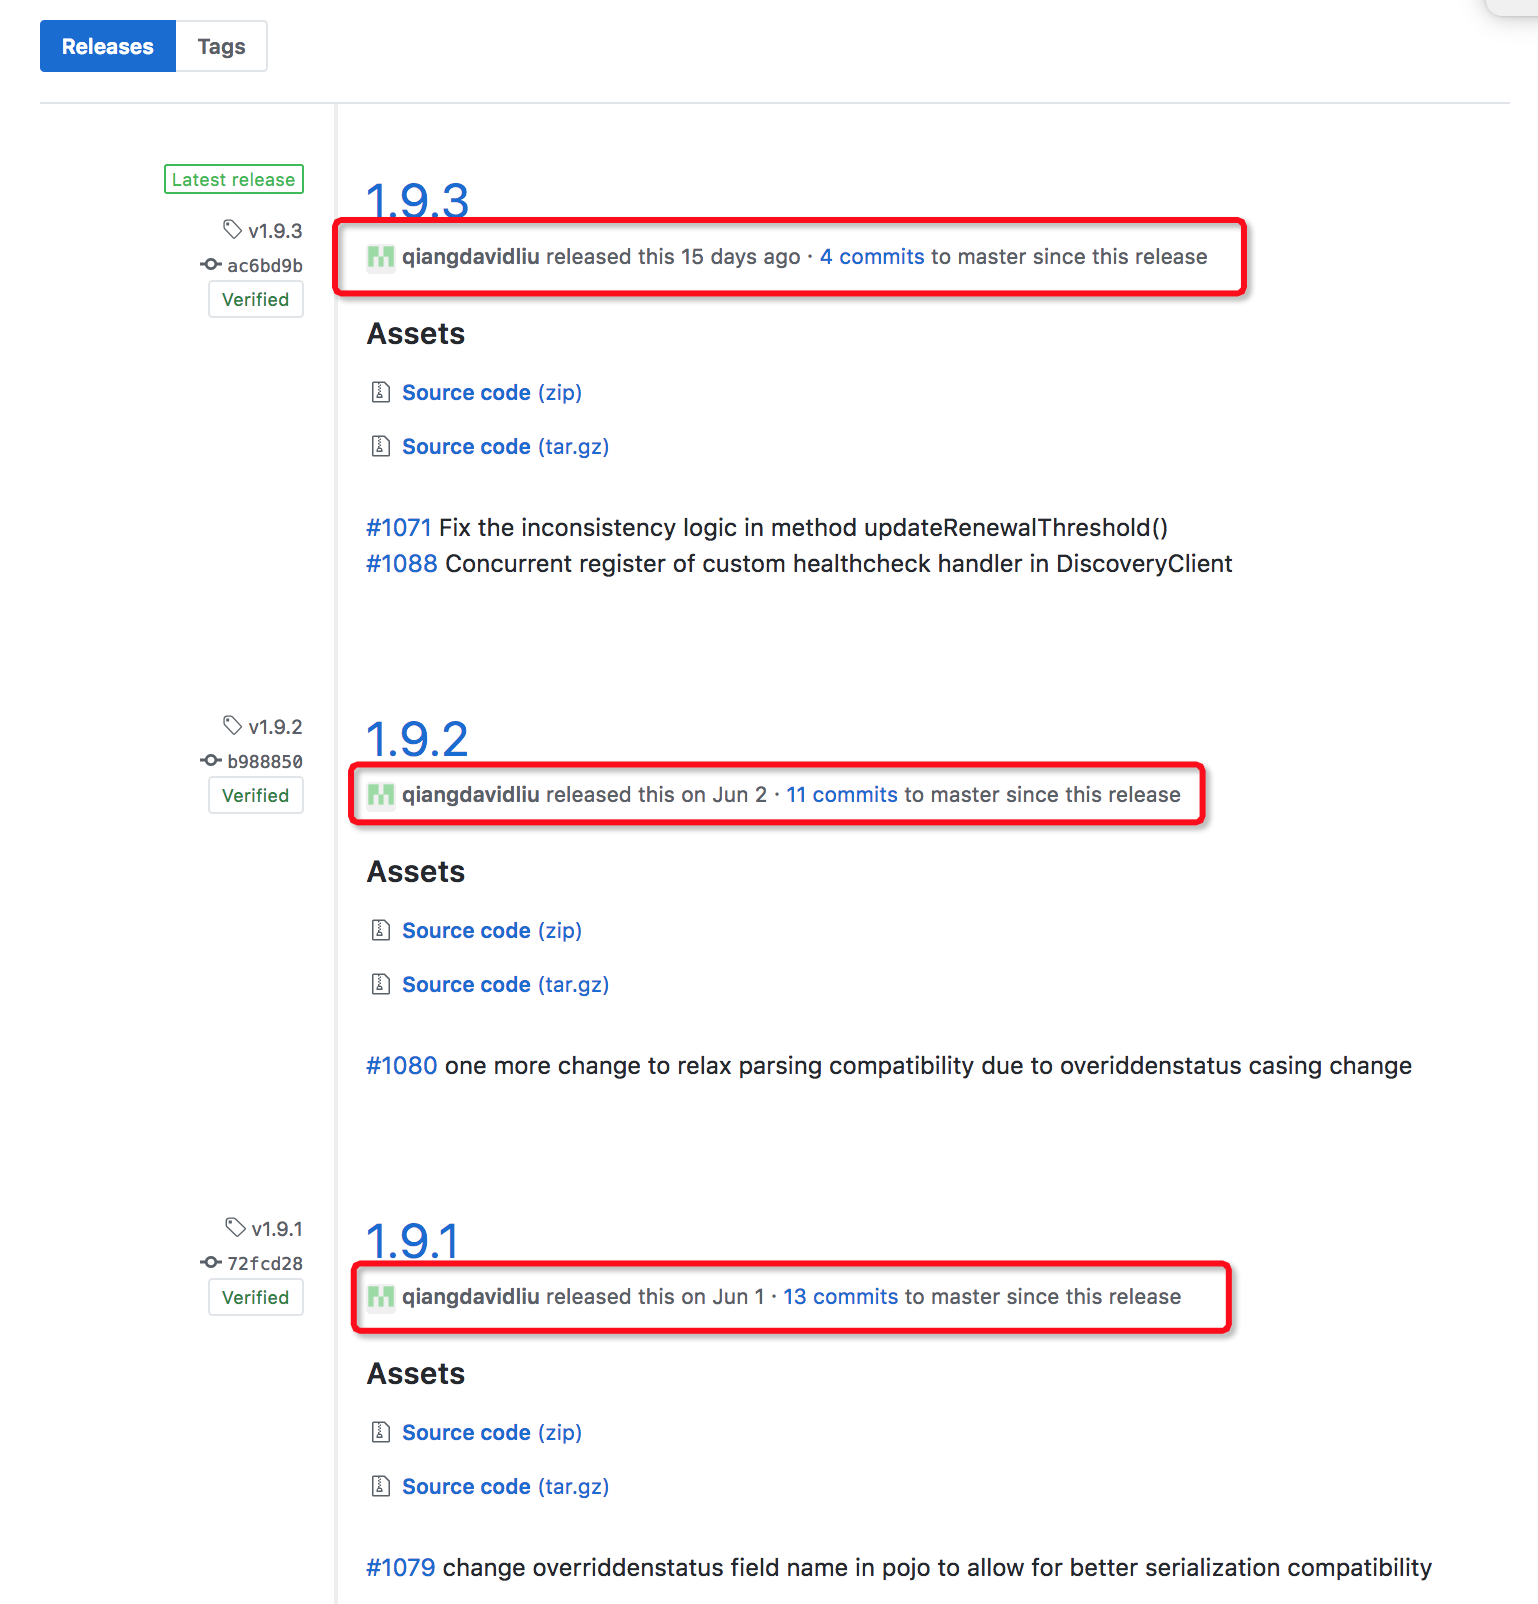 Releases Tags
Latest release
1.9.3
v1.9.3
qiangdavidliu released this 15 days ago · 4 commits to master since this release
ac6bd9b
Verified
Assets
Source code (zip)
Source code (tar.gz)
#1071 Fix the inconsistency logic in method updateRenewalThreshold()
#1088 Concurrent register of custom healthcheck handler in DiscoveryClient
v1.9.2
1.9.2
b988850
qiangdavidliu released this on Jun 2 · 11 commits to master since this release
Verified
Assets
Source code (zip)
Source code (tar.gz)
#1080 one more change to relax parsing compatibility due to overiddenstatus casing change
v1.9.1
1.9.1
72fcd28
qiangdavidliu released this on Jun 1 · 13 commits to master since this release
Verified
Assets
Source code (zip)
Source code (tar.gz)
#1079 change overriddenstatus field name in pojo to allow for better serialization compatibility